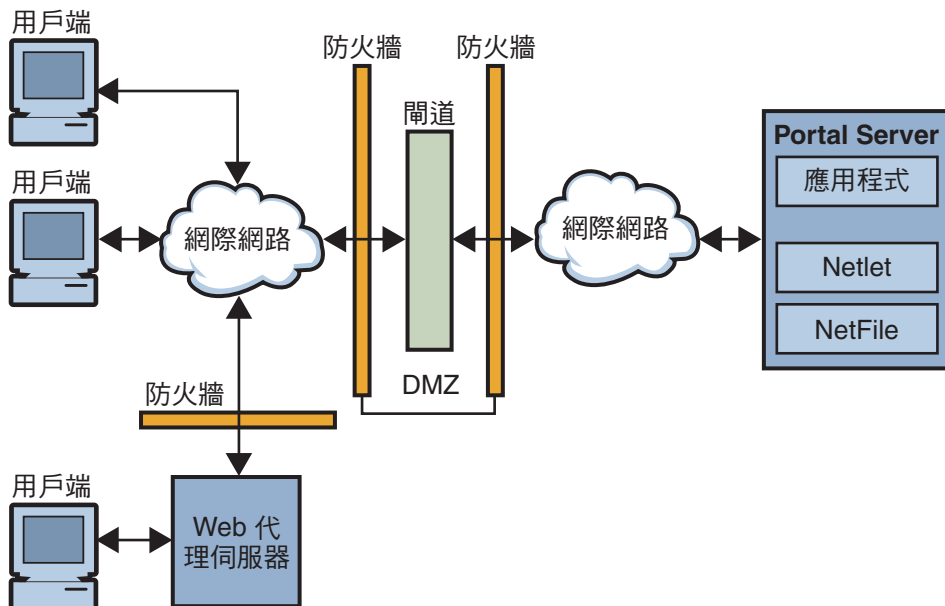 用戶端
防火牆
防火牆
閘道
Portal Server
應用程式
用戶端
網際網路
網際網路
Netlet
NetFile
DMZ
防火牆
用戶端
Web 代
理伺服器